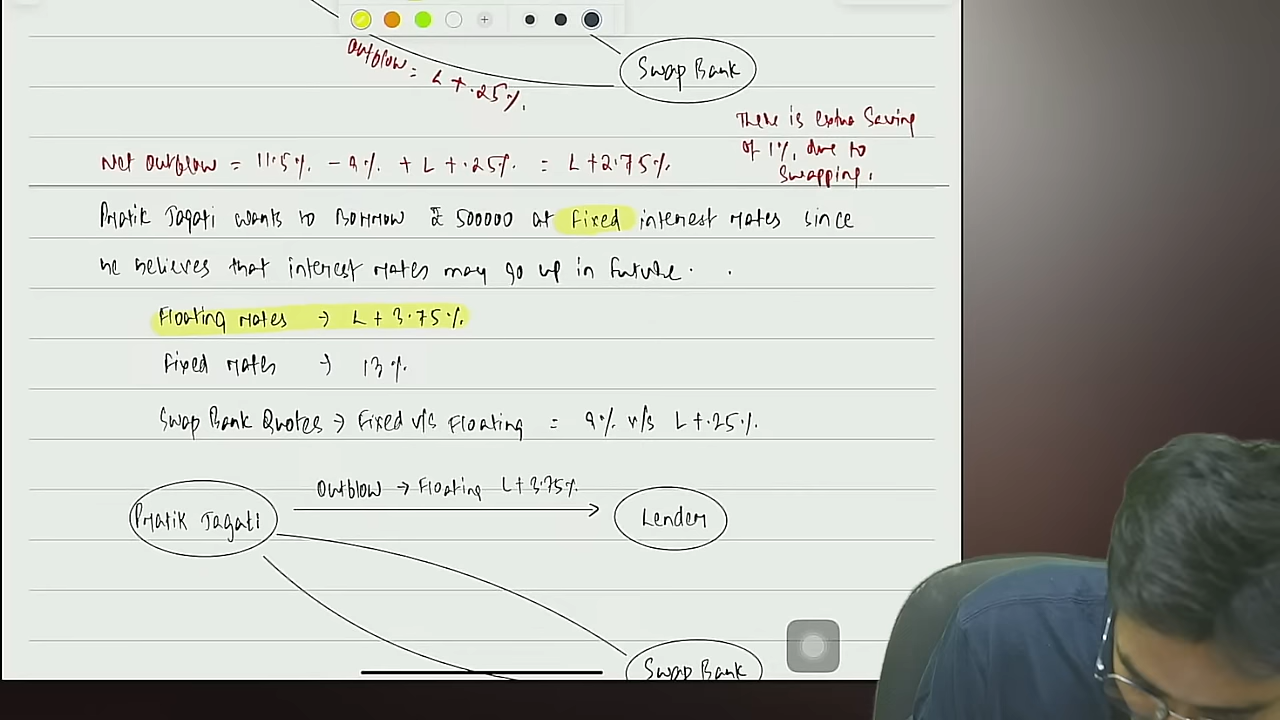 Outflow = L + .25%
Swap Bank
There is extra Saving
of 1%, due to
Swapping.
Net Outflow = 11.5% - 9% + L + .25% = L + 2.75%
Pratik Jagati wants to Borrow ₹ 500000 at fixed interest rates since
he believes that interest rates may go up in future.
Floating rates → L + 3.75%
Fixed rates → 13%
Swap Bank Quotes → Fixed v/s Floating = 9% v/s L + .25%
Outflow → Floating L + 3.75%
Pratik Jagati
Lender
Swap Bank